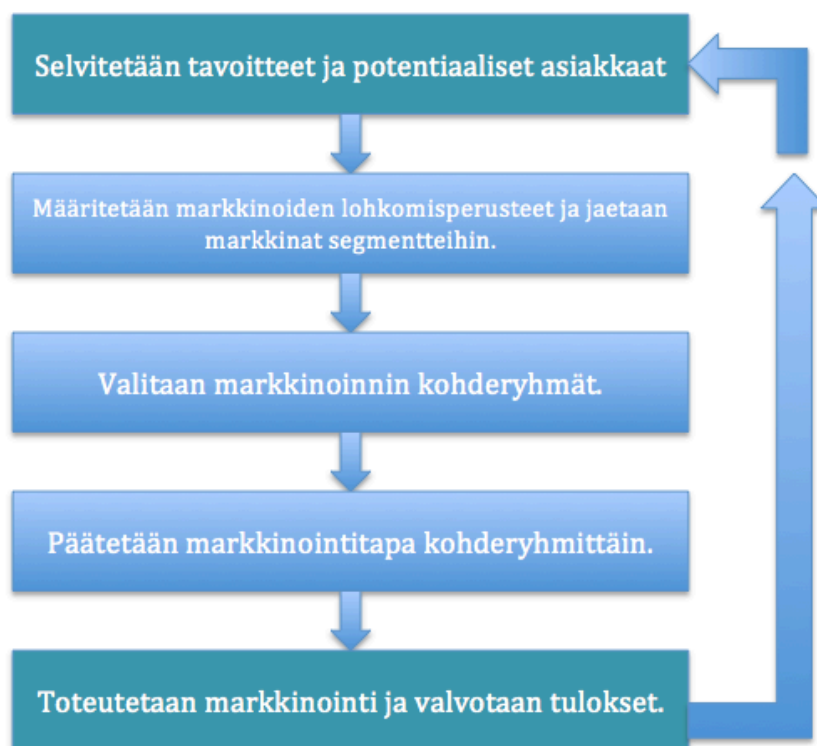 Selvitetään tavoitteet ja potentiaaliset asiakkaat
Määritetään markkinoiden lohkomisperusteet ja jaetaan
markkinat segmentteihin.
Valitaan markkinoinnin kohderyhmät.
Päätetään markkinointitapa kohderyhmittäin.
Toteutetaan markkinointi ja valvotaan tulokset.